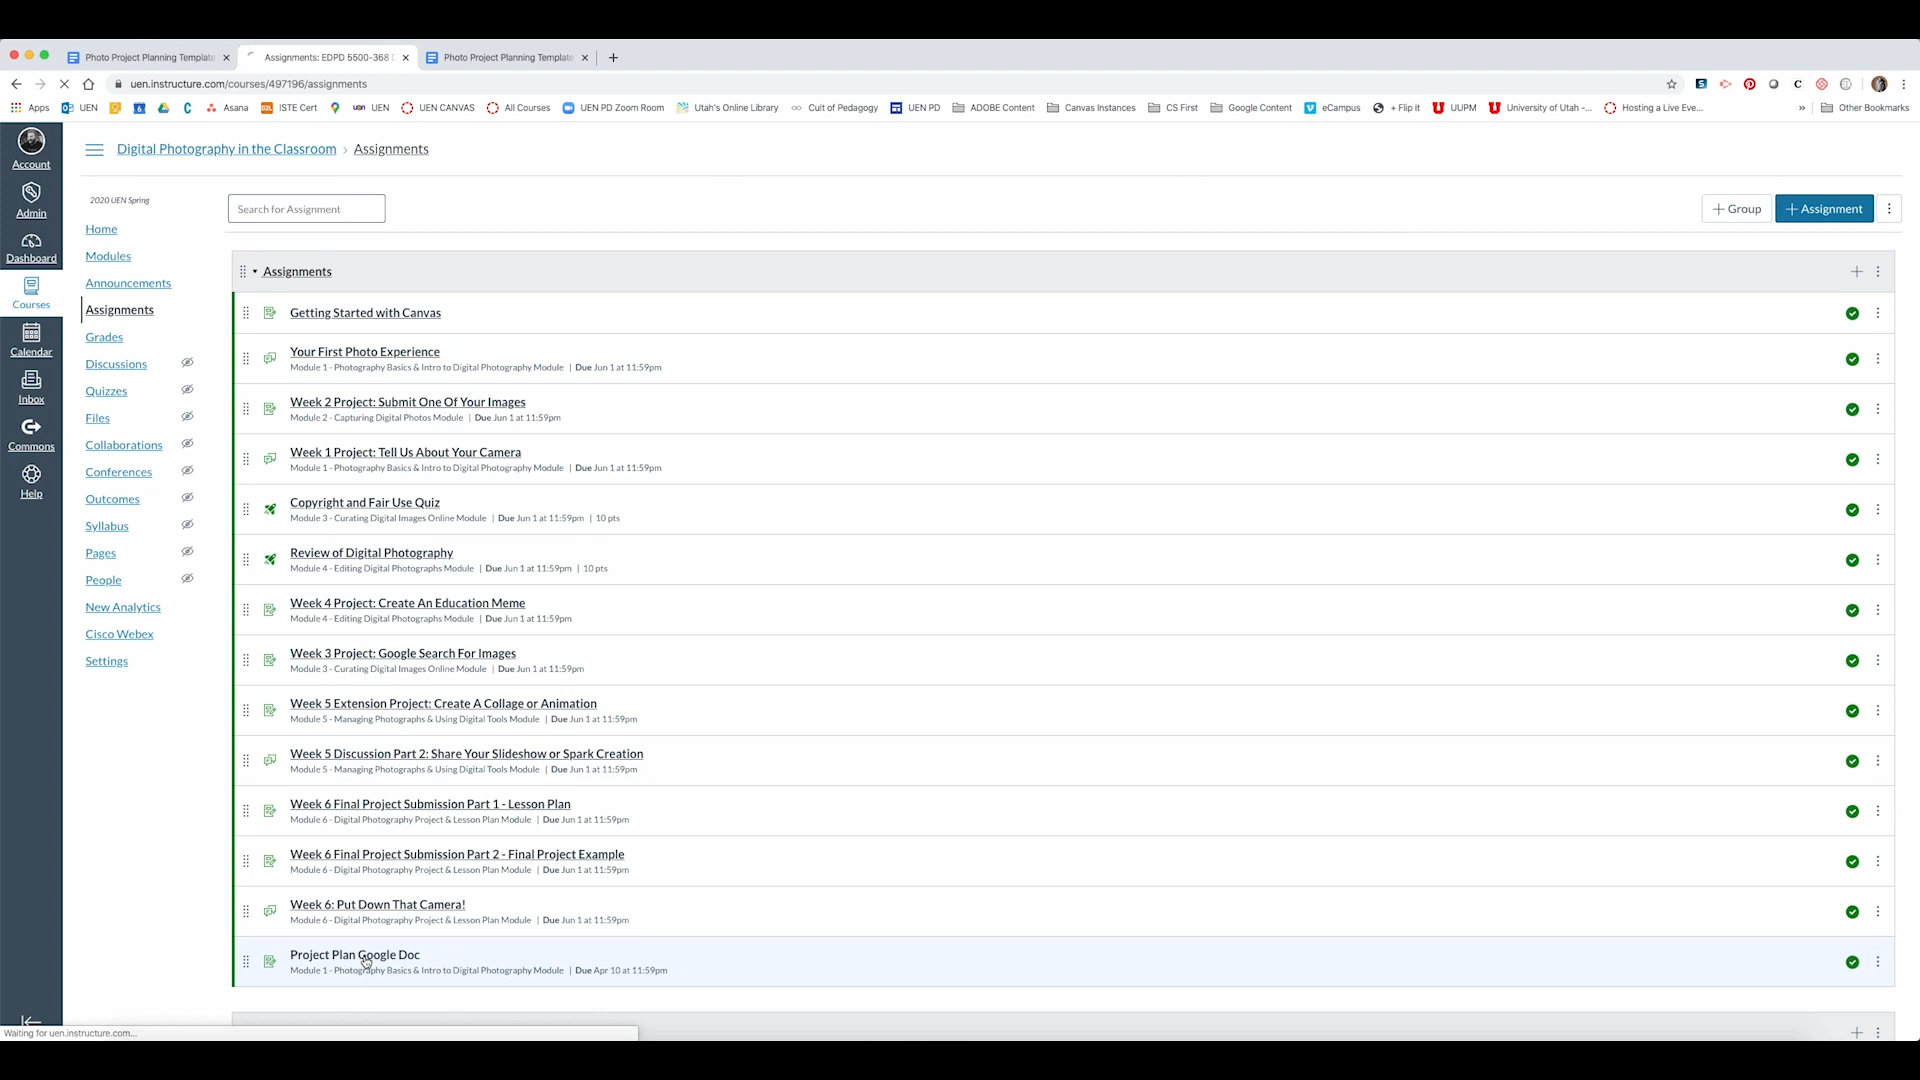 Photo Project Planning Template
Assignments: EDPD 5500-368
Photo Project Planning Template
uen.instructure.com/courses/497196/assignments
Apps
UEN
Asana
ISTE Cert
UEN
UEN CANVAS
All Courses
UEN PD Zoom Room
Utah's Online Library
Cult of Pedagogy
UEN PD
ADOBE Content
Canvas Instances
CS First
Google Content
eCampus
+ Flip it
UUPM
University of Utah -...
Hosting a Live Eve...
»
Other Bookmarks
Account
Admin
Dashboard
Courses
Calendar
Inbox
Commons
Help
Digital Photography in the Classroom › Assignments
2020 UEN Spring
Home
Modules
Announcements
Assignments
Grades
Discussions
Quizzes
Files
Collaborations
Conferences
Outcomes
Syllabus
Pages
People
New Analytics
Cisco Webex
Settings
Search for Assignment
+ Group
+ Assignment
Assignments
Getting Started with Canvas
Your First Photo Experience
Module 1 - Photography Basics & Intro to Digital Photography Module | Due Jun 1 at 11:59pm
Week 2 Project: Submit One Of Your Images
Module 2 - Capturing Digital Photos Module | Due Jun 1 at 11:59pm
Week 1 Project: Tell Us About Your Camera
Module 1 - Photography Basics & Intro to Digital Photography Module | Due Jun 1 at 11:59pm
Copyright and Fair Use Quiz
Module 3 - Curating Digital Images Online Module | Due Jun 1 at 11:59pm | 10 pts
Review of Digital Photography
Module 4 - Editing Digital Photographs Module | Due Jun 1 at 11:59pm | 10 pts
Week 4 Project: Create An Education Meme
Module 4 - Editing Digital Photographs Module | Due Jun 1 at 11:59pm
Week 3 Project: Google Search For Images
Module 3 - Curating Digital Images Online Module | Due Jun 1 at 11:59pm
Week 5 Extension Project: Create A Collage or Animation
Module 5 - Managing Photographs & Using Digital Tools Module | Due Jun 1 at 11:59pm
Week 5 Discussion Part 2: Share Your Slideshow or Spark Creation
Module 5 - Managing Photographs & Using Digital Tools Module | Due Jun 1 at 11:59pm
Week 6 Final Project Submission Part 1 - Lesson Plan
Module 6 - Digital Photography Project & Lesson Plan Module | Due Jun 1 at 11:59pm
Week 6 Final Project Submission Part 2 - Final Project Example
Module 6 - Digital Photography Project & Lesson Plan Module | Due Jun 1 at 11:59pm
Week 6: Put Down That Camera!
Module 6 - Digital Photography Project & Lesson Plan Module | Due Jun 1 at 11:59pm
Project Plan Google Doc
Module 1 - Photography Basics & Intro to Digital Photography Module | Due Apr 10 at 11:59pm
Waiting for uen.instructure.com...